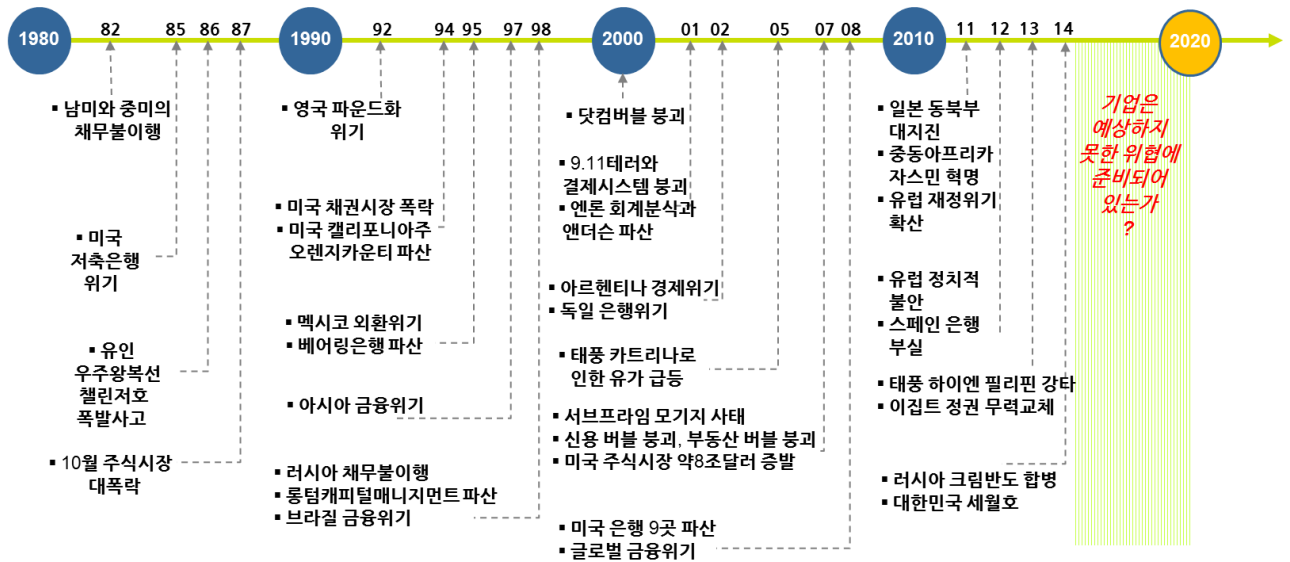 1980 82 85 86 87 1990 92 94 95 97 98 2000 01 02 05 07 08 2010 11 12 13 14 2020
▪ 남미와 중미의
채무불이행
▪ 미국
저축은행
위기
▪ 유인
우주왕복선
챌린저호
폭발사고
▪ 10월 주식시장
대폭락
▪ 영국 파운드화
위기
▪ 미국 채권시장 폭락
▪ 미국 캘리포니아주
오렌지카운티 파산
▪ 멕시코 외환위기
▪ 베어링은행 파산
▪ 아시아 금융위기
▪ 러시아 채무불이행
▪ 롱텀캐피털매니지먼트 파산
▪ 브라질 금융위기
▪ 닷컴버블 붕괴
▪ 9.11테러와
결제시스템 붕괴
▪ 엔론 회계분식과
앤더슨 파산
▪ 아르헨티나 경제위기
▪ 독일 은행위기
▪ 태풍 카트리나로
인한 유가 급등
▪ 서브프라임 모기지 사태
▪ 신용 버블 붕괴, 부동산 버블 붕괴
▪ 미국 주식시장 약8조달러 증발
▪ 미국 은행 9곳 파산
▪ 글로벌 금융위기
▪ 일본 동북부
대지진
▪ 중동아프리카
자스민 혁명
▪ 유럽 재정위기
확산
▪ 유럽 정치적
불안
▪ 스페인 은행
부실
▪ 태풍 하이엔 필리핀 강타
▪ 이집트 정권 무력교체
▪ 러시아 크림반도 합병
▪ 대한민국 세월호
기업은
예상하지
못한 위협에
준비되어
있는가
?